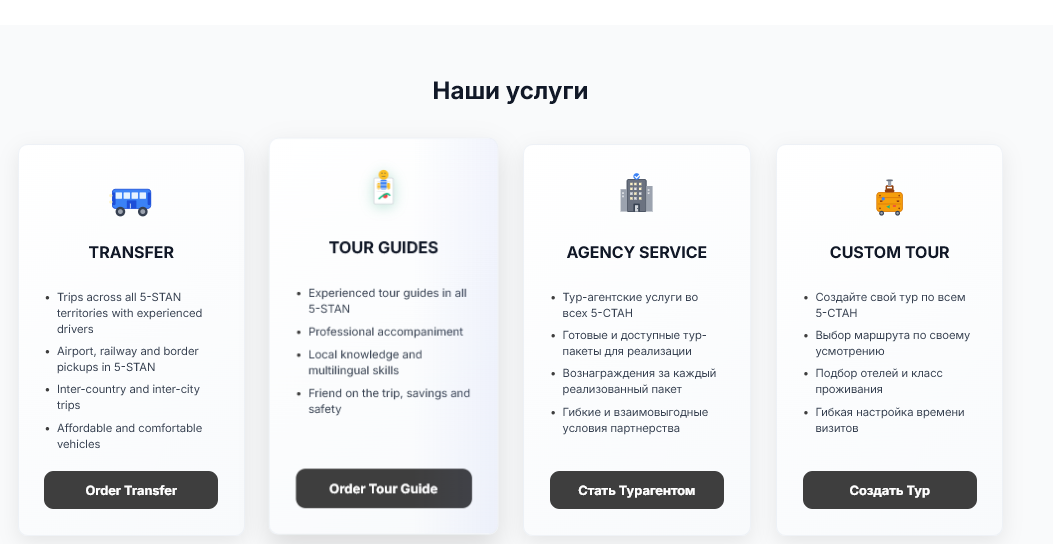 Наши услуги
TRANSFER
• Trips across all 5-STAN
territories with experienced
drivers
• Airport, railway and border
pickups in 5-STAN
• Inter-country and inter-city
trips
• Affordable and comfortable
vehicles
Order Transfer
TOUR GUIDES
• Experienced tour guides in all
5-STAN
• Professional accompaniment
• Local knowledge and
multilingual skills
• Friend on the trip, savings and
safety
Order Tour Guide
AGENCY SERVICE
• Тур-агентские услуги во
всех 5-СТАН
• Готовые и доступные тур-
пакеты для реализации
• Вознаграждения за каждый
реализованный пакет
• Гибкие и взаимовыгодные
условия партнерства
Стать Турагентом
CUSTOM TOUR
• Создайте свой тур по всем
5-СТАН
• Выбор маршрута по своему
усмотрению
• Подбор отелей и класс
проживания
• Гибкая настройка времени
визитов
Создать Тур